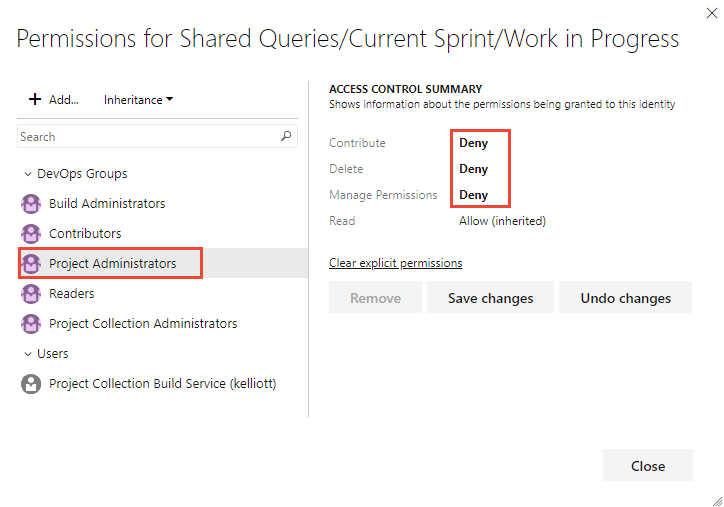 Permissions for Shared Queries/Current Sprint/Work in Progress
Add...
Inheritance
Search
DevOps Groups
Build Administrators
Contributors
Project Administrators
Readers
Project Collection Administrators
Users
Project Collection Build Service (kelliott)
ACCESS CONTROL SUMMARY
Shows information about the permissions being granted to this identity
Contribute Deny
Delete Deny
Manage Permissions Deny
Read Allow (inherited)
Clear explicit permissions
Remove Save changes Undo changes
Close